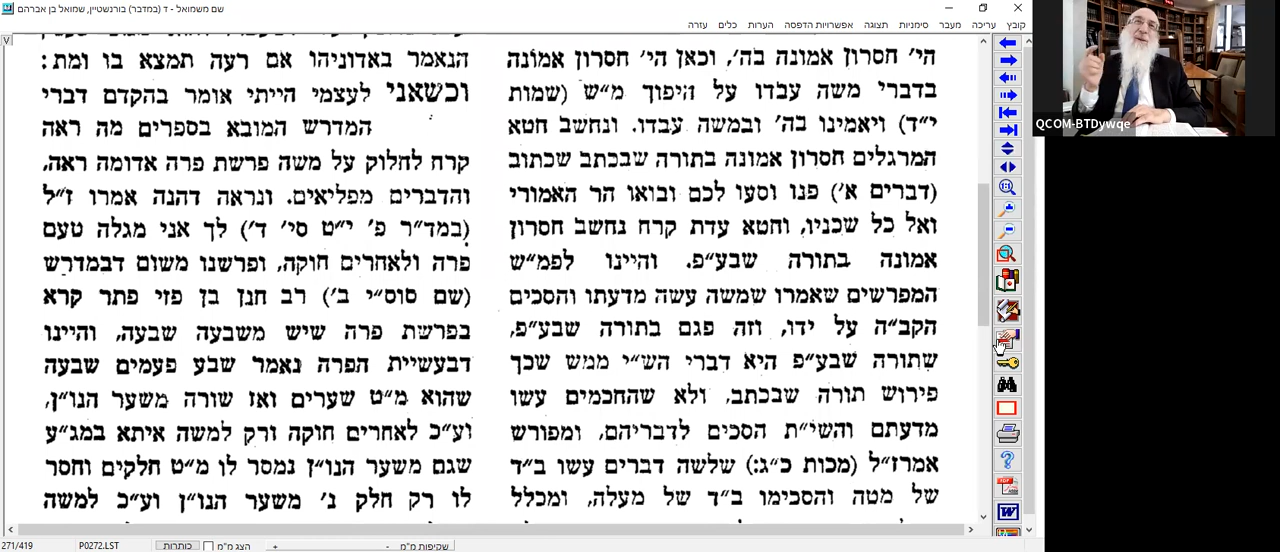 שם משמואל - ד (במדבר) בורנשטיין, שמואל בן אברהם
קובץ עריכה מעבר סימניות תצוגה אפשרויות הדפסה הערות כלים עזרה
הי׳ חסרון אמונה בה׳, וכאן הי׳ חסרון אמונה
בדברי משה עבדו על היפוך מ״ש (שמות
י״ד) ויאמינו בה׳ ובמשה עבדו. ונחשב חטא
המרגלים חסרון אמונה בתורה שבכתב שכתוב
(דברים א׳) פנו וסעו לכם ובואו הר האמורי
ואל כל שכניו, וחטא עדת קרח נחשב חסרון
אמונה בתורה שבע״פ. והיינו לפמ״ש
המפרשים שאמרו שמשה עשה מדעתו והסכים
הקב״ה על ידו, וזה פגם בתורה שבע״פ,
שתורה שבע״פ היא דברי הש״י ממש שכך
פירוש תורה שבכתב, ולא שהחכמים עשו
מדעתם והשי״ת הסכים לדבריהם, ומפורש
אמרז״ל (מכות כ״ג:) שלשה דברים עשו ב״ד
של מטה והסכימו ב״ד של מעלה, ומכלל
הנאמר באדוניהו אם רעה תמצא בו ומת:
וכשאני לעצמי הייתי אומר בהקדם דברי
המדרש המובא בספרים מה ראה
קרח לחלוק על משה פרשת פרה אדומה ראה,
והדברים מפליאים. ונראה דהנה אמרו ז״ל
(במד״ר פ׳ י״ט סי׳ ד׳) לך אני מגלה טעם
פרה ולאחרים חוקה, ופרשנו משום דבמדרש
(שם סוס״י ב׳) רב חנן בן פזי פתר קרא
בפרשת פרה שיש משבעה שבעה, והיינו
דבעשיית הפרה נאמר שבע פעמים שבעה
שהוא מ״ט שערים ואז שורה משער הנו״ן,
וע״כ לאחרים חוקה ורק למשה איתא במג״ע
שגם משער הנו״ן נמסר לו מ״ט חלקים וחסר
לו רק חלק נ׳ משער הנו״ן וע״כ למשה
QCOM-BTDywqe
271/419 P0272.LST כותרות הצג מ"מ + - שקיפות מ"מ